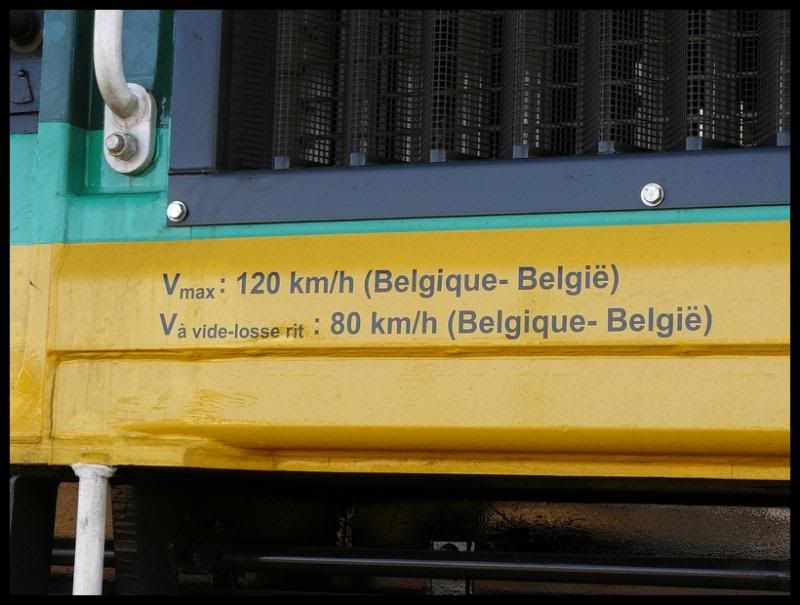 Vmax : 120 km/h (Belgique- België)
Và vide-losse rit : 80 km/h (Belgique- België)